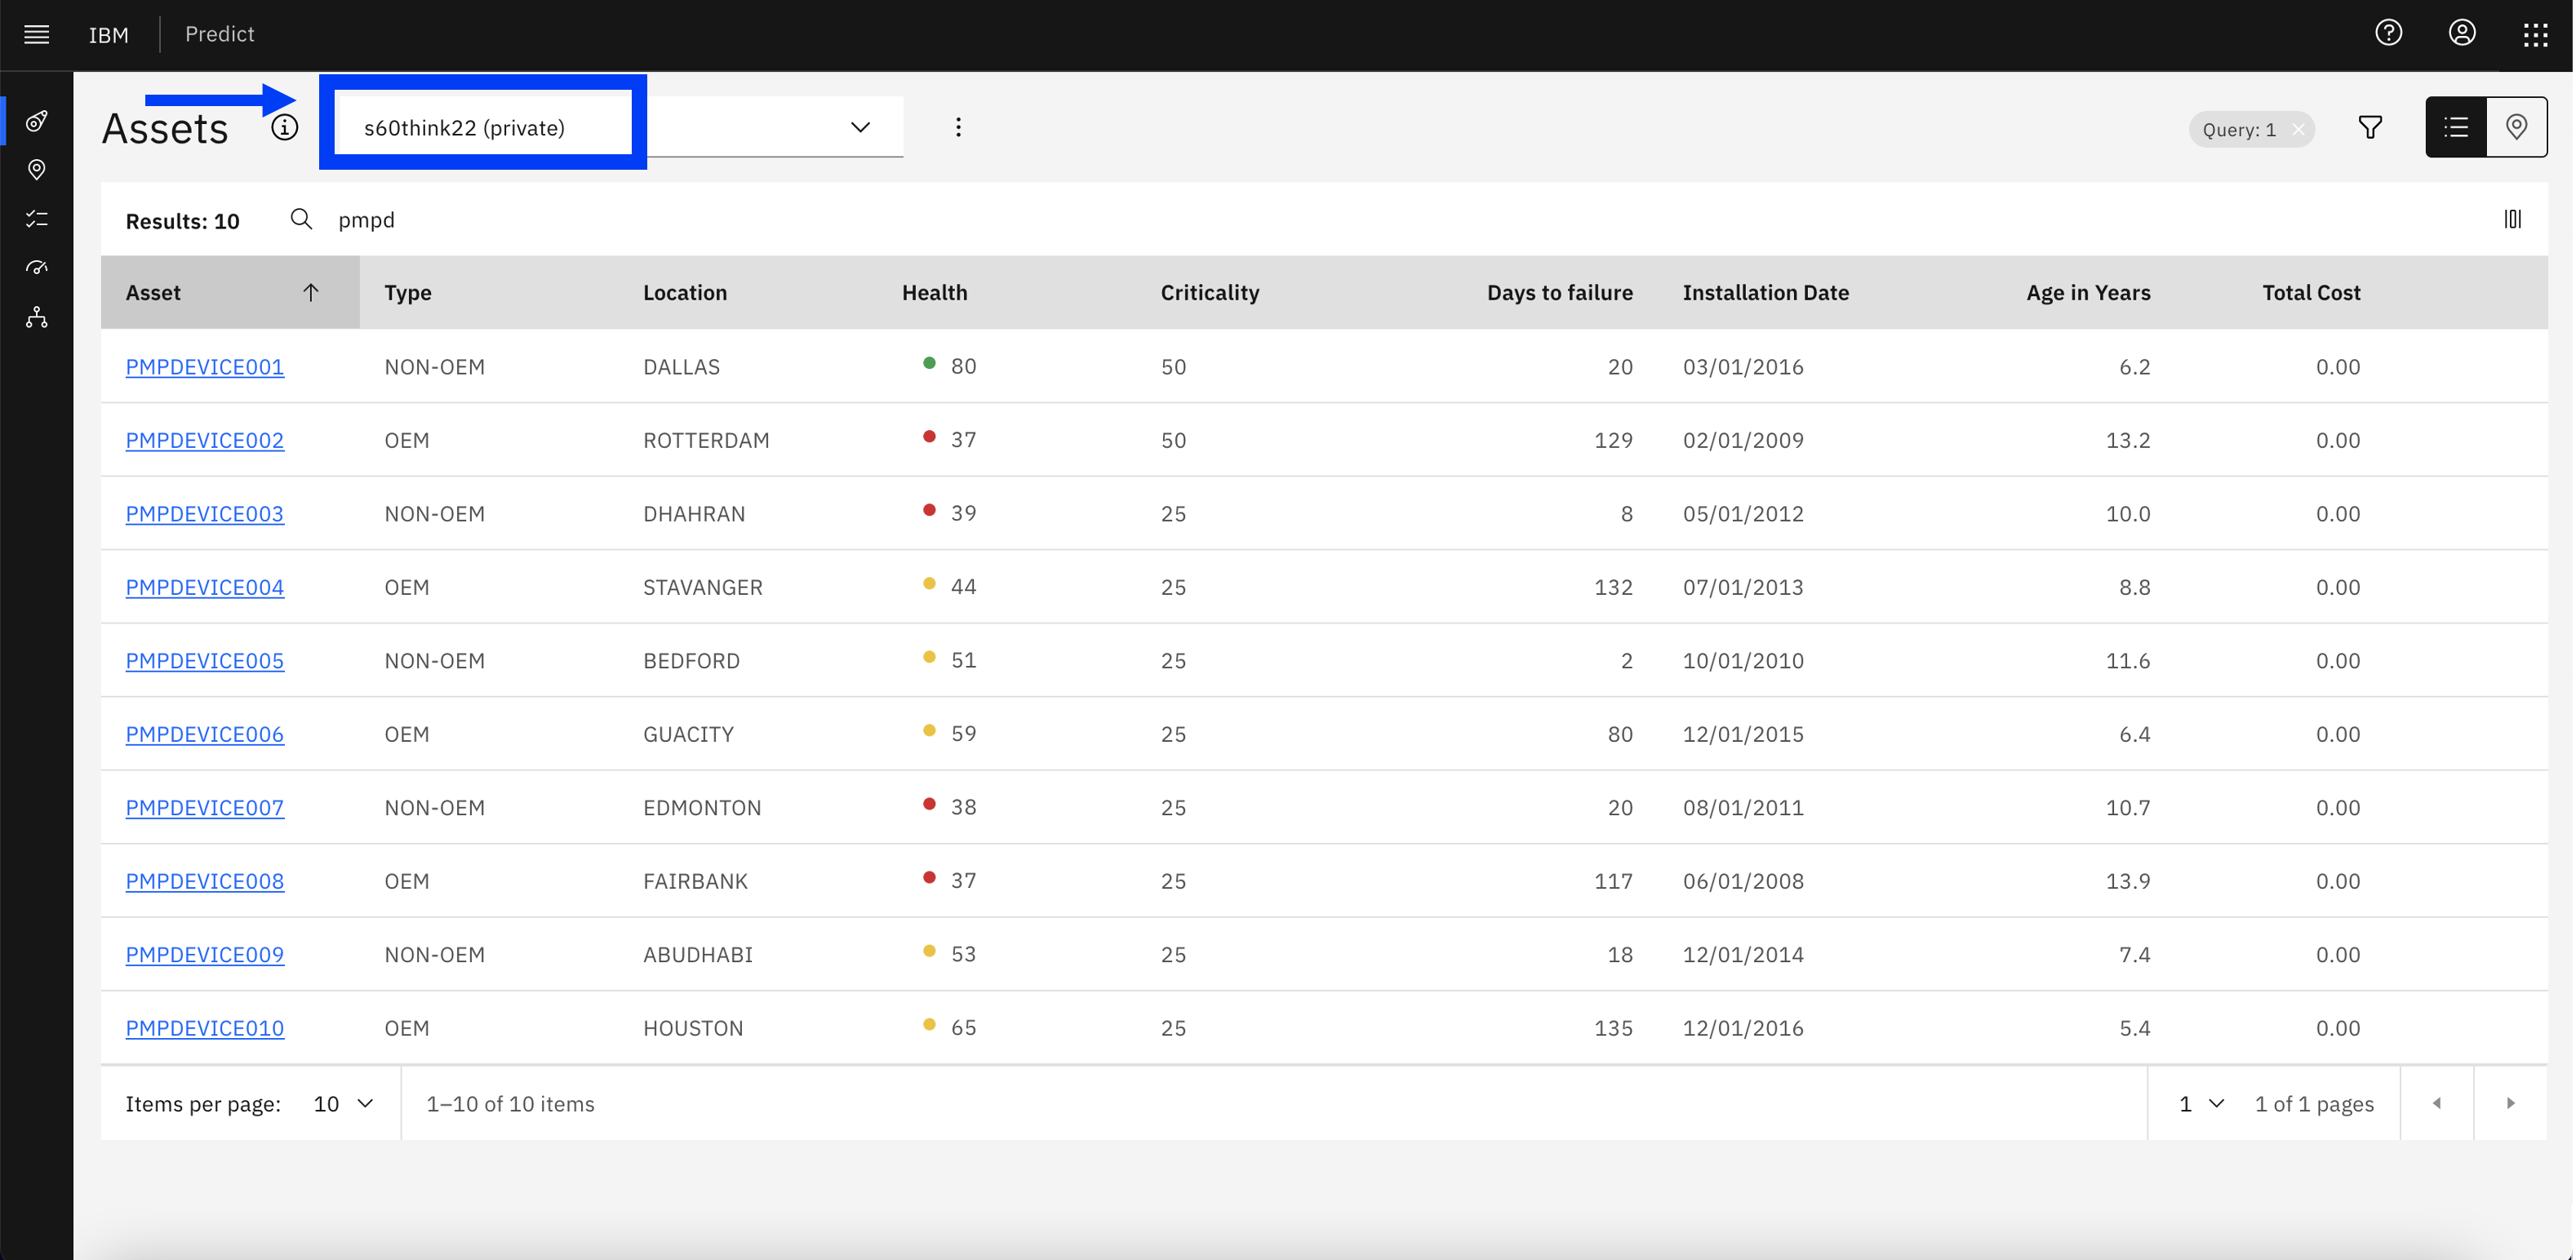 IBM Predict
Assets s60think22 (private) Query: 1
Results: 10 pmpd
Asset Type Location Health Criticality Days to failure Installation Date Age in Years Total Cost
PMPDEVICE001 NON-OEM DALLAS 80 50 20 03/01/2016 6.2 0.00
PMPDEVICE002 OEM ROTTERDAM 37 50 129 02/01/2009 13.2 0.00
PMPDEVICE003 NON-OEM DHAHRAN 39 25 8 05/01/2012 10.0 0.00
PMPDEVICE004 OEM STAVANGER 44 25 132 07/01/2013 8.8 0.00
PMPDEVICE005 NON-OEM BEDFORD 51 25 2 10/01/2010 11.6 0.00
PMPDEVICE006 OEM GUACITY 59 25 80 12/01/2015 6.4 0.00
PMPDEVICE007 NON-OEM EDMONTON 38 25 20 08/01/2011 10.7 0.00
PMPDEVICE008 OEM FAIRBANK 37 25 117 06/01/2008 13.9 0.00
PMPDEVICE009 NON-OEM ABUDHABI 53 25 18 12/01/2014 7.4 0.00
PMPDEVICE010 OEM HOUSTON 65 25 135 12/01/2016 5.4 0.00
Items per page: 10 1–10 of 10 items 1 1 of 1 pages